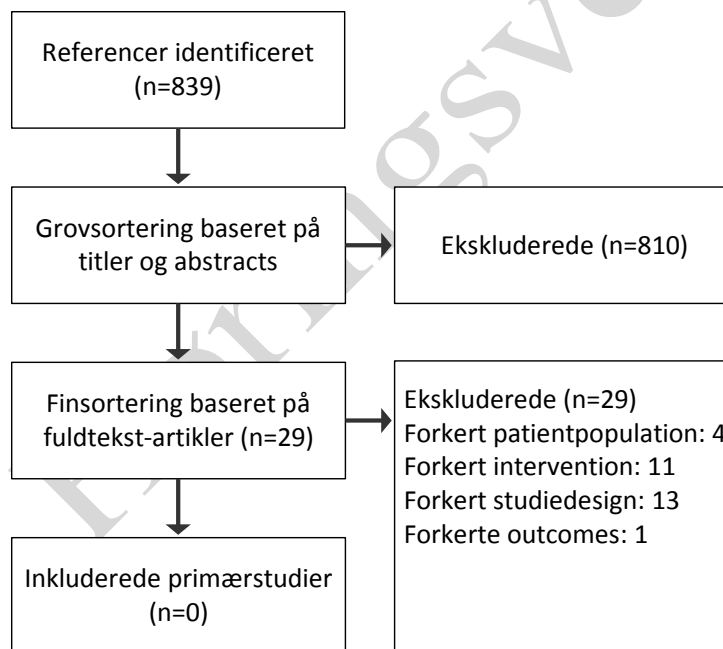 Referencer identificeret
(n=839)
Grovsortering baseret på
titler og abstracts
Ekskluderede (n=810)
Finsortering baseret på
fuldtekst-artikler (n=29)
Ekskluderede (n=29)
Forkert patientpopulation: 4
Forkert intervention: 11
Forkert studiedesign: 13
Forkerte outcomes: 1
Inkluderede primærstudier
(n=0)